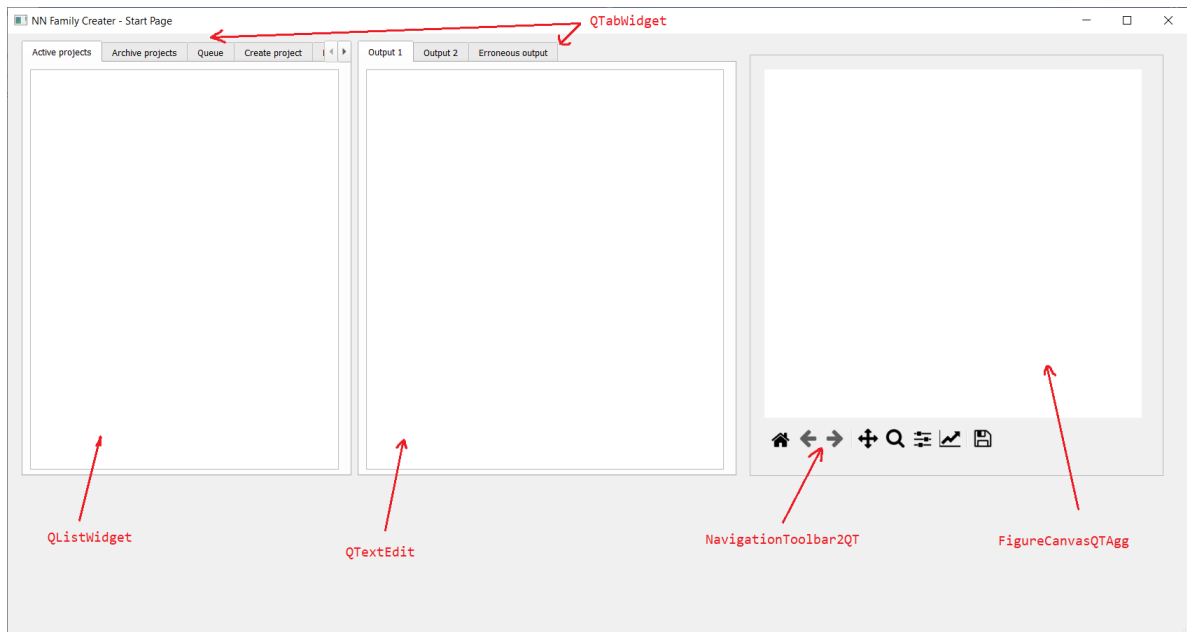 NN Family Creater - Start Page
QTabWidget
Active projects
Archive projects
Queue
Create project
Output 1
Output 2
Erroneous output
QListWidget
QTextEdit
NavigationToolbar2QT
FigureCanvasQTAgg